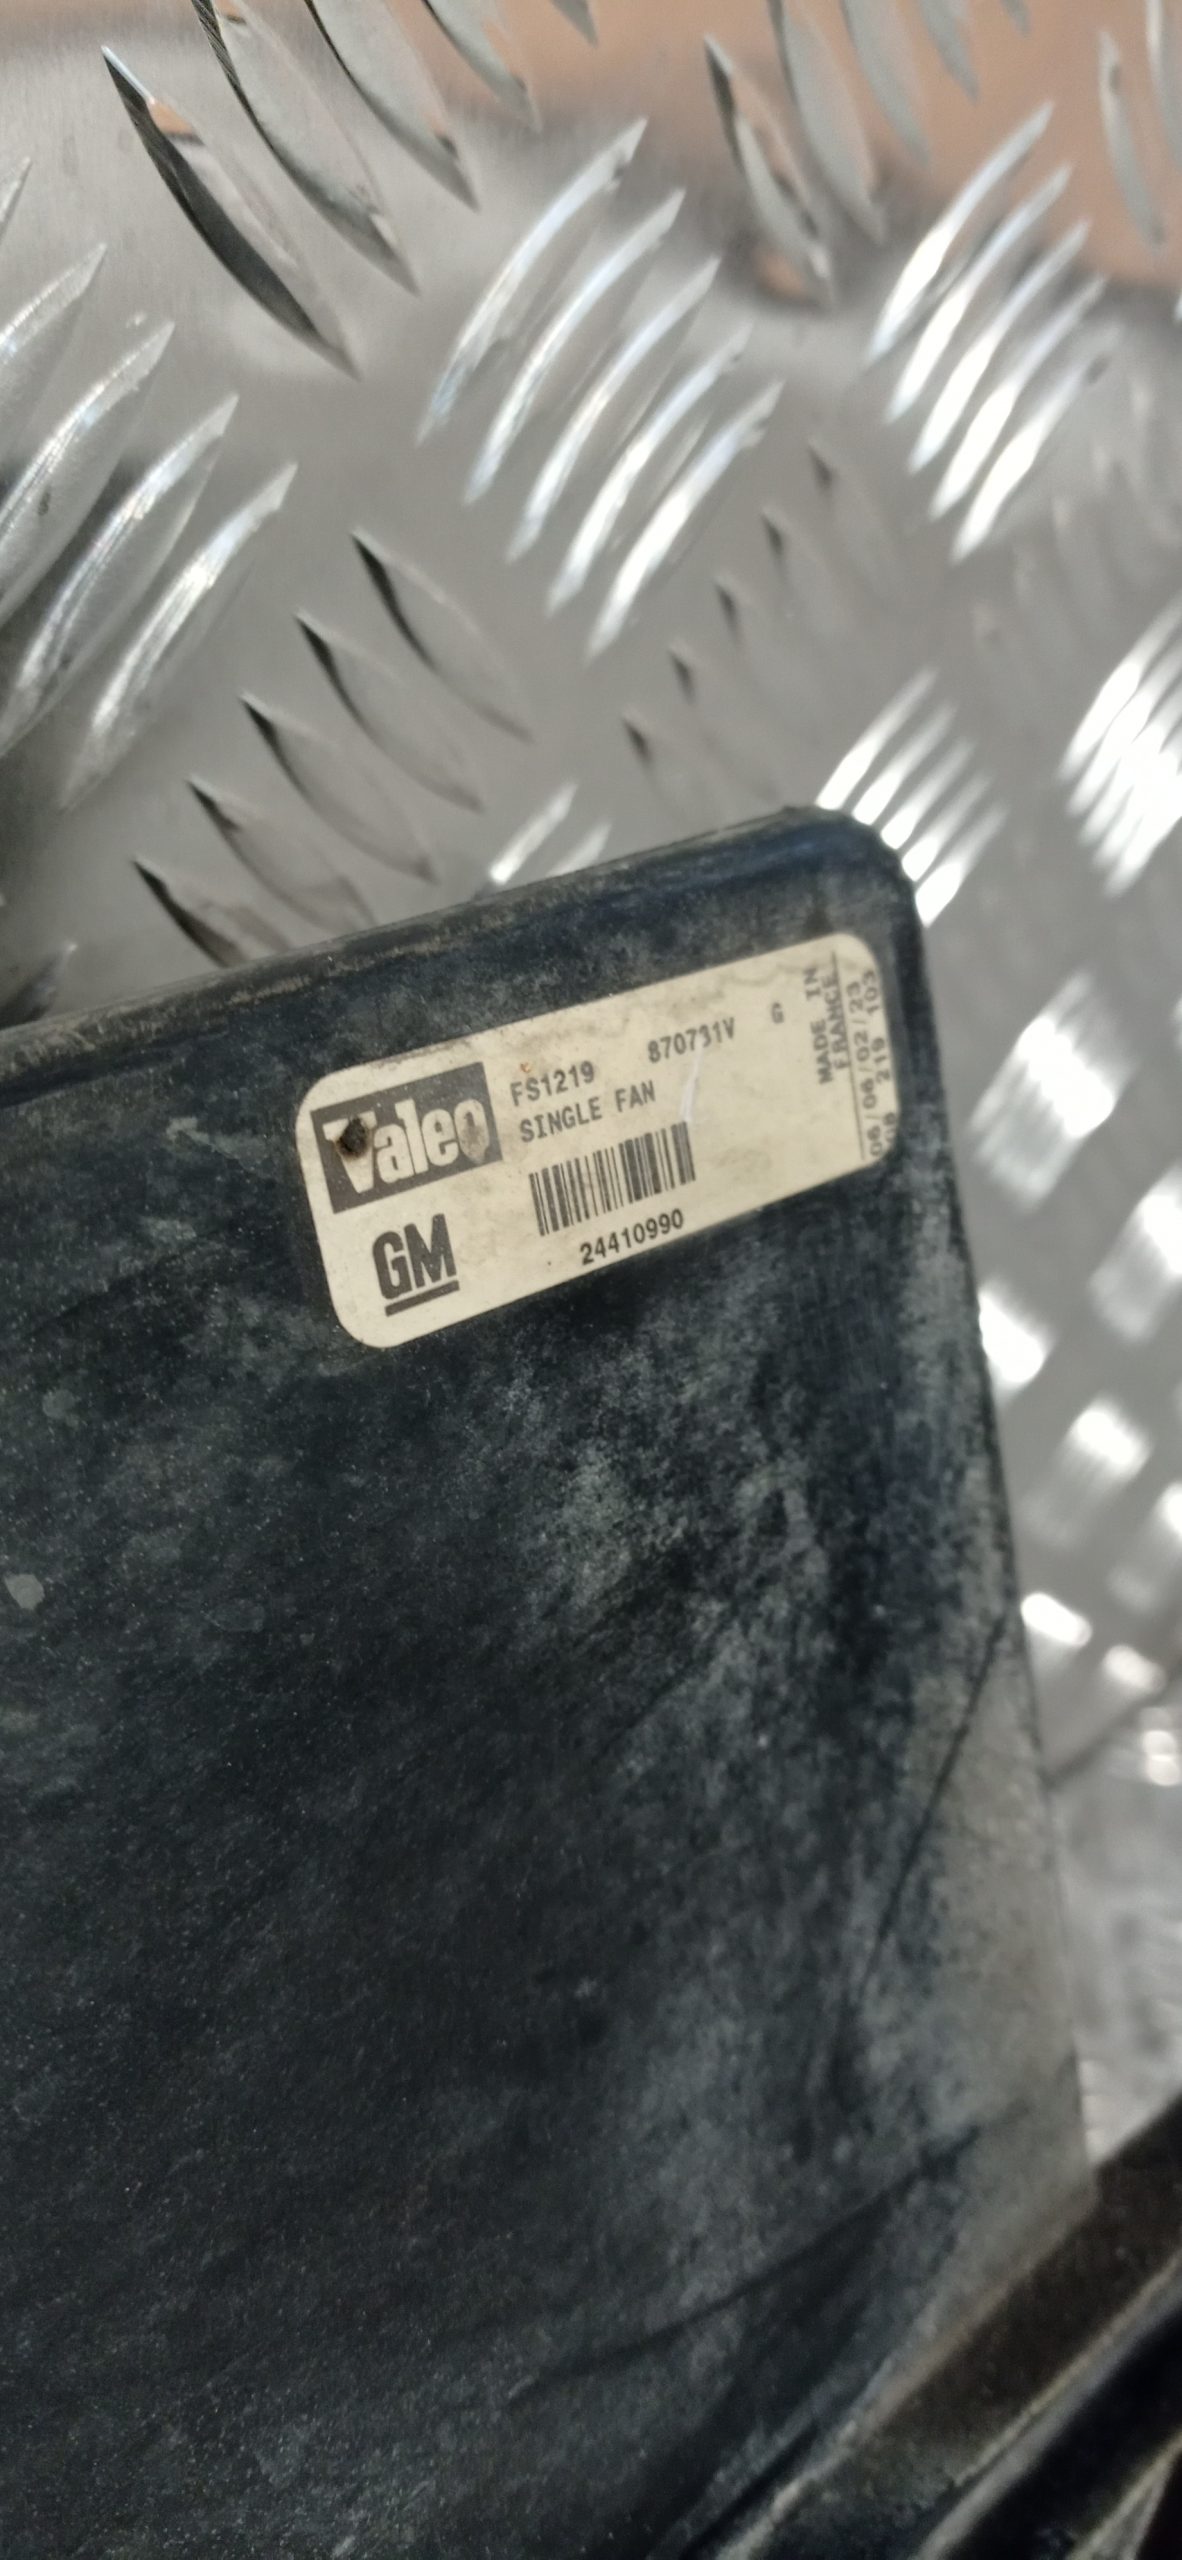 Valeo
FS1219 870731V G
SINGLE FAN
24410990
GM
MADE IN
FRANCE
06/06/02/23
219 103